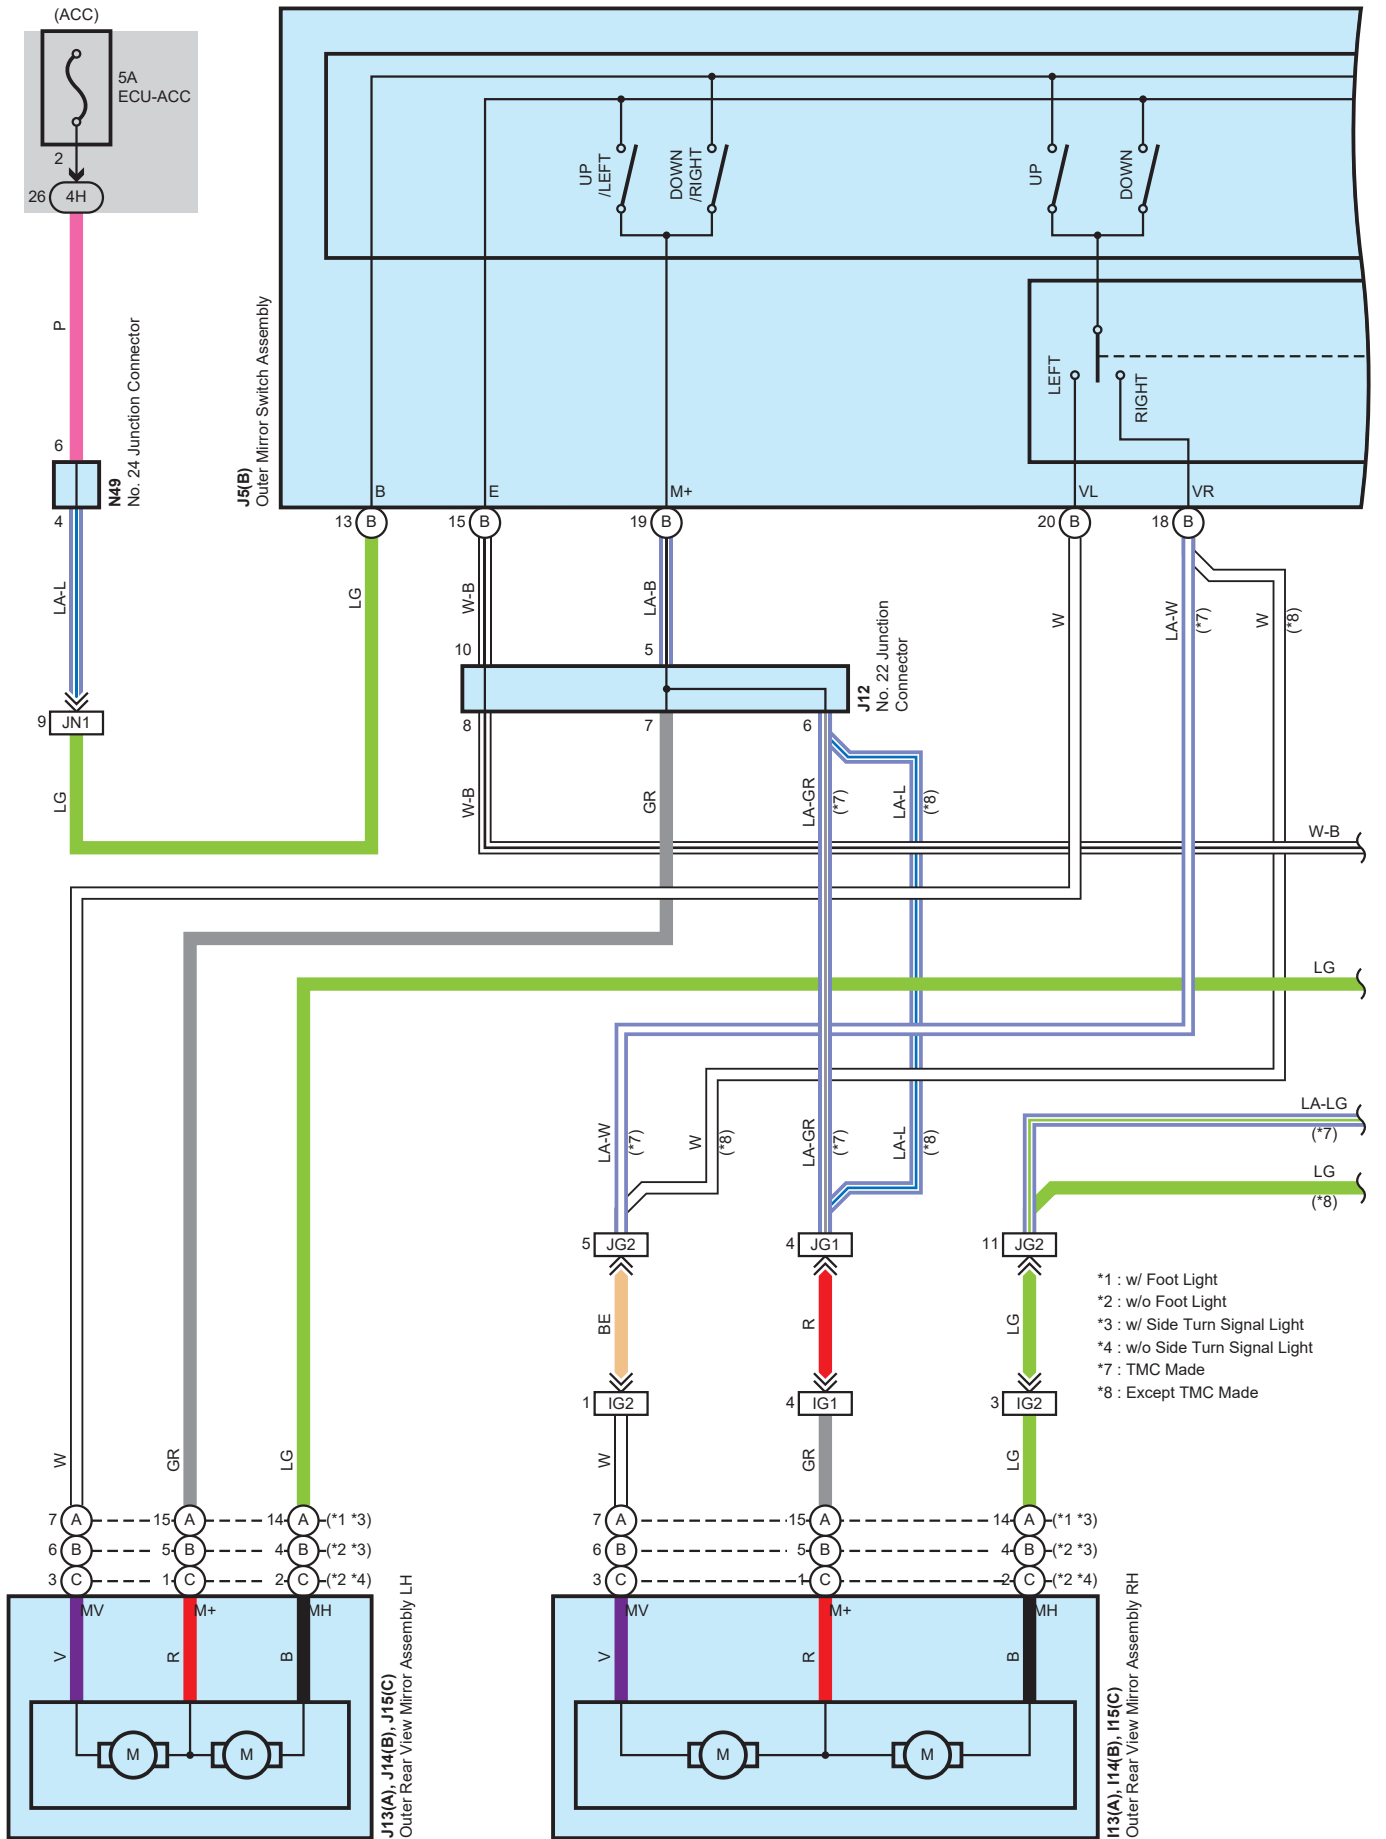 (ACC)
5A
ECU-ACC
2
26
4H
P
6
N49
No. 24 Junction Connector
4
LA-L
9
JN1
LG
J5(B)
Outer Mirror Switch Assembly
UP
/LEFT
DOWN
/RIGHT
UP
DOWN
LEFT
RIGHT
B
E
M+
VL
VR
13
B
15
B
19
B
20
B
18
B
LG
W-B
LA-B
W
LA-W
(*7)
W
(*8)
10
5
J12
No. 22 Junction
Connector
8
7
6
W-B
GR
LA-GR
(*7)
LA-L
(*8)
W-B
LG
LA-LG
(*7)
LG
(*8)
LA-W
(*7)
W
(*8)
LA-GR
(*7)
LA-L
(*8)
5
JG2
4
JG1
11
JG2
BE
R
LG
*1 : w/ Foot Light
*2 : w/o Foot Light
*3 : w/ Side Turn Signal Light
*4 : w/o Side Turn Signal Light
*7 : TMC Made
*8 : Except TMC Made
1
IG2
4
IG1
3
IG2
W
GR
LG
W
GR
LG
7
A
15
A
14
A
(*1 *3)
6
B
5
B
4
B
(*2 *3)
3
C
1
C
2
C
(*2 *4)
7
A
15
A
14
A
(*1 *3)
6
B
5
B
4
B
(*2 *3)
3
C
1
C
2
C
(*2 *4)
MV
M+
MH
V
R
B
M
M
J13(A), J14(B), J15(C)
Outer Rear View Mirror Assembly LH
MV
M+
MH
V
R
B
M
M
I13(A), I14(B), I15(C)
Outer Rear View Mirror Assembly RH